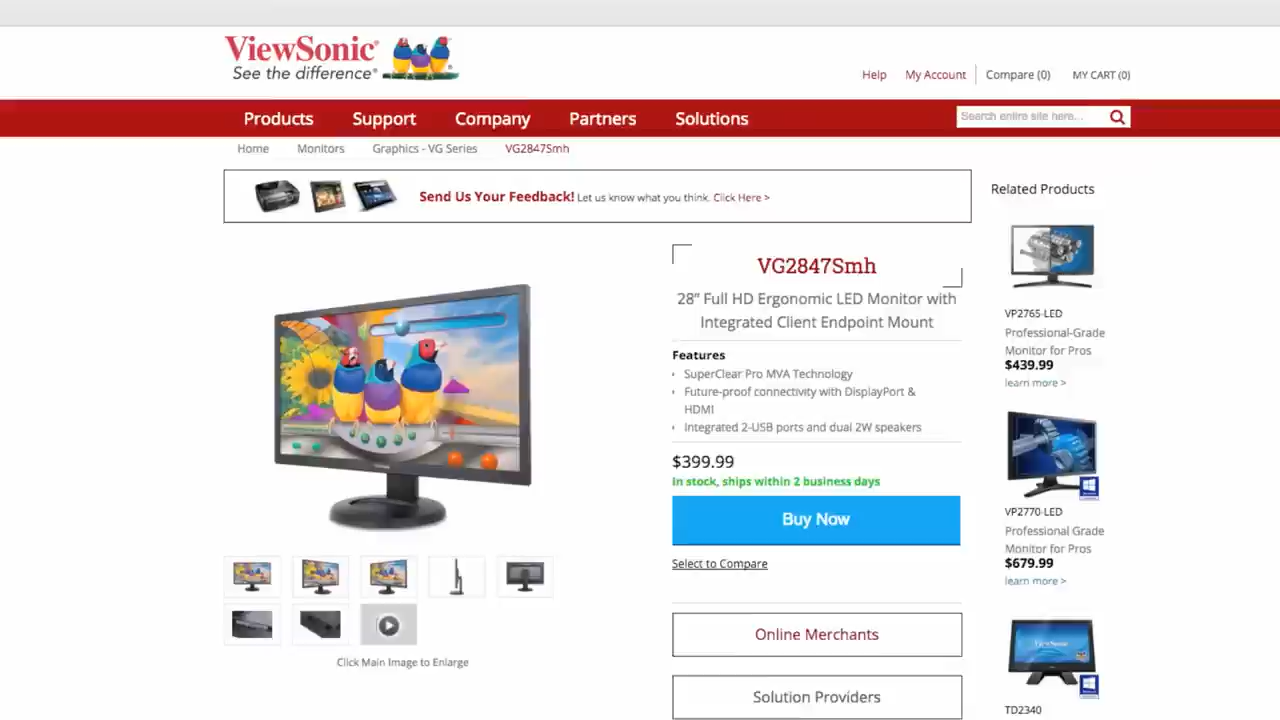 ViewSonic®
See the difference®
Help
My Account
Compare (0)
MY CART (0)
Products
Support
Company
Partners
Solutions
Search entire site here...
Home
Monitors
Graphics - VG Series
VG2847Smh
Send Us Your Feedback! Let us know what you think. Click Here >
VG2847Smh
28" Full HD Ergonomic LED Monitor with
Integrated Client Endpoint Mount
Features
SuperClear Pro MVA Technology
Future-proof connectivity with DisplayPort &
HDMI
Integrated 2-USB ports and dual 2W speakers
$399.99
In stock, ships within 2 business days
Buy Now
Select to Compare
Online Merchants
Solution Providers
Click Main Image to Enlarge
Related Products
VP2765-LED
Professional-Grade
Monitor for Pros
$439.99
learn more >
VP2770-LED
Professional Grade
Monitor for Pros
$679.99
learn more >
ViewSonic
TD2340